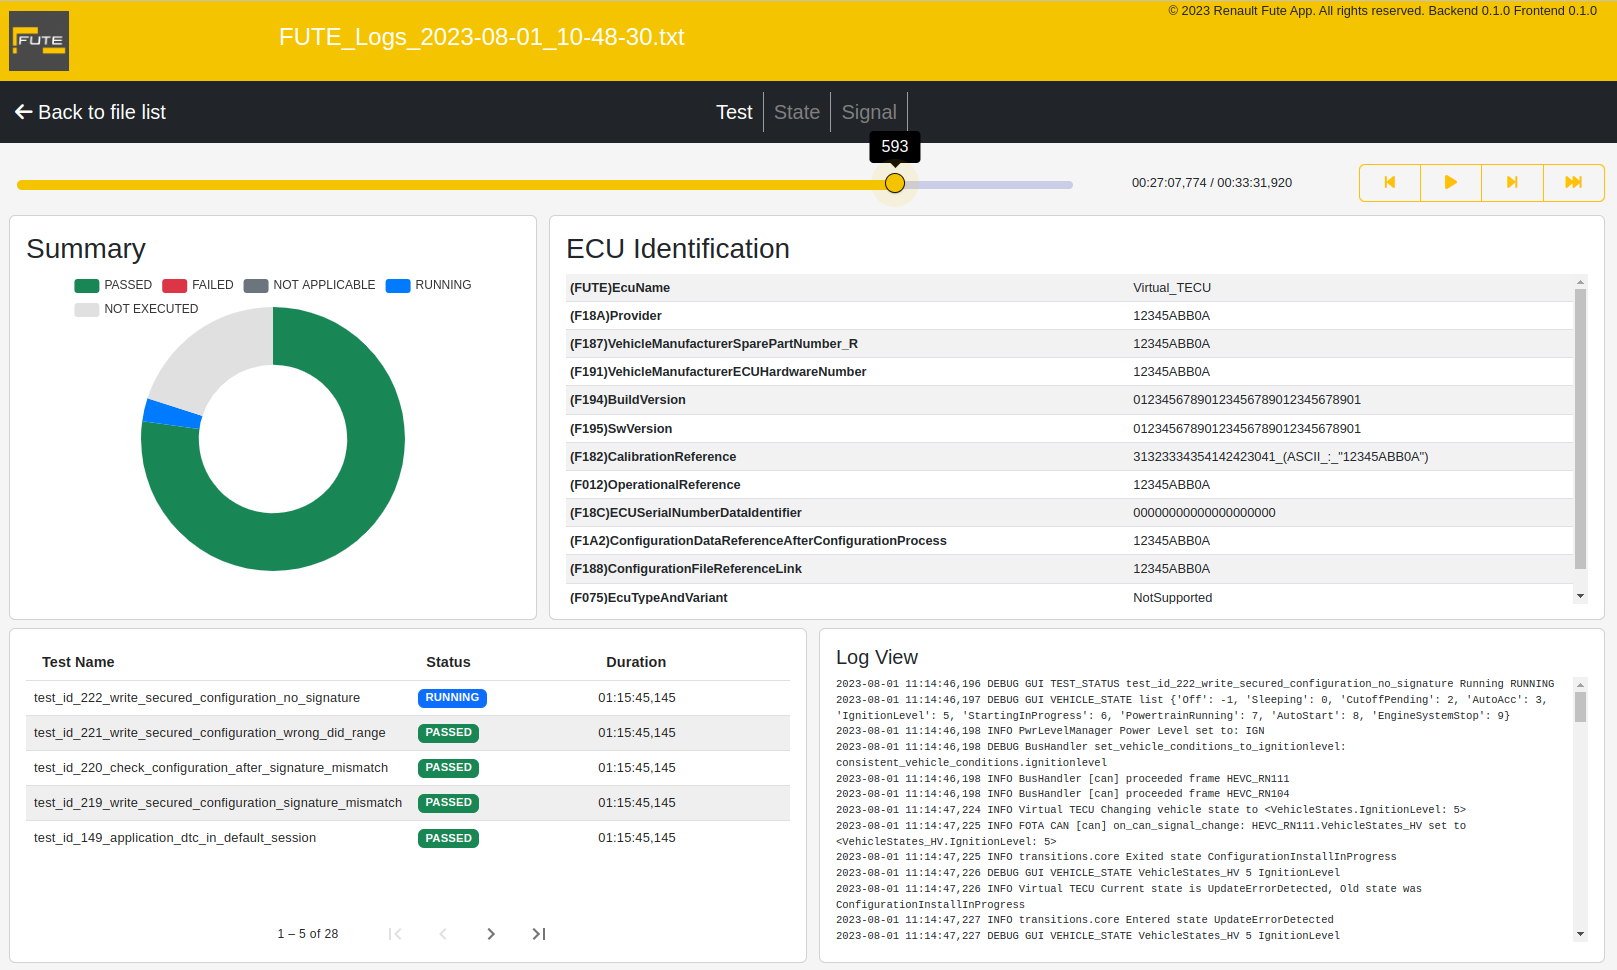 © 2023 Renault Fute App. All rights reserved. Backend 0.1.0 Frontend 0.1.0
FUTE
FUTE_Logs_2023-08-01_10-48-30.txt
Back to file list
Test
State
Signal
593
00:27:07,774 / 00:33:31,920
Summary
PASSED
FAILED
NOT APPLICABLE
RUNNING
NOT EXECUTED
ECU Identification
(FUTE)EcuName Virtual_TECU
(F18A)Provider 12345ABB0A
(F187)VehicleManufacturerSparePartNumber_R 12345ABB0A
(F191)VehicleManufacturerECUHardwareNumber 12345ABB0A
(F194)BuildVersion 01234567890123456789012345678901
(F195)SwVersion 01234567890123456789012345678901
(F182)CalibrationReference 31323334354142423041_(ASCII_:_"12345ABB0A")
(F012)OperationalReference 12345ABB0A
(F18C)ECUSerialNumberDataIdentifier 00000000000000000000
(F1A2)ConfigurationDataReferenceAfterConfigurationProcess 12345ABB0A
(F188)ConfigurationFileReferenceLink 12345ABB0A
(F075)EcuTypeAndVariant NotSupported
Test Name Status Duration
test_id_222_write_secured_configuration_no_signature RUNNING 01:15:45,145
test_id_221_write_secured_configuration_wrong_did_range PASSED 01:15:45,145
test_id_220_check_configuration_after_signature_mismatch PASSED 01:15:45,145
test_id_219_write_secured_configuration_signature_mismatch PASSED 01:15:45,145
test_id_149_application_dtc_in_default_session PASSED 01:15:45,145
1 – 5 of 28
Log View
2023-08-01 11:14:46,196 DEBUG GUI TEST_STATUS test_id_222_write_secured_configuration_no_signature Running RUNNING
2023-08-01 11:14:46,197 DEBUG GUI VEHICLE_STATE list {'Off': -1, 'Sleeping': 0, 'CutoffPending': 2, 'AutoAcc': 3,
'IgnitionLevel': 5, 'StartingInProgress': 6, 'PowertrainRunning': 7, 'AutoStart': 8, 'EngineSystemStop': 9}
2023-08-01 11:14:46,198 INFO PwrLevelManager Power Level set to: IGN
2023-08-01 11:14:46,198 DEBUG BusHandler set_vehicle_conditions_to_ignitionlevel:
consistent_vehicle_conditions.ignitionlevel
2023-08-01 11:14:46,198 INFO BusHandler [can] proceeded frame HEVC_RN111
2023-08-01 11:14:46,198 INFO BusHandler [can] proceeded frame HEVC_RN104
2023-08-01 11:14:47,224 INFO Virtual TECU Changing vehicle state to <VehicleStates.IgnitionLevel: 5>
2023-08-01 11:14:47,225 INFO FOTA CAN [can] on_can_signal_change: HEVC_RN111.VehicleStates_HV set to
<VehicleStates_HV.IgnitionLevel: 5>
2023-08-01 11:14:47,225 INFO transitions.core Exited state ConfigurationInstallInProgress
2023-08-01 11:14:47,226 DEBUG GUI VEHICLE_STATE VehicleStates_HV 5 IgnitionLevel
2023-08-01 11:14:47,226 INFO Virtual TECU Current state is UpdateErrorDetected, Old state was
ConfigurationInstallInProgress
2023-08-01 11:14:47,227 INFO transitions.core Entered state UpdateErrorDetected
2023-08-01 11:14:47,227 DEBUG GUI VEHICLE_STATE VehicleStates_HV 5 IgnitionLevel